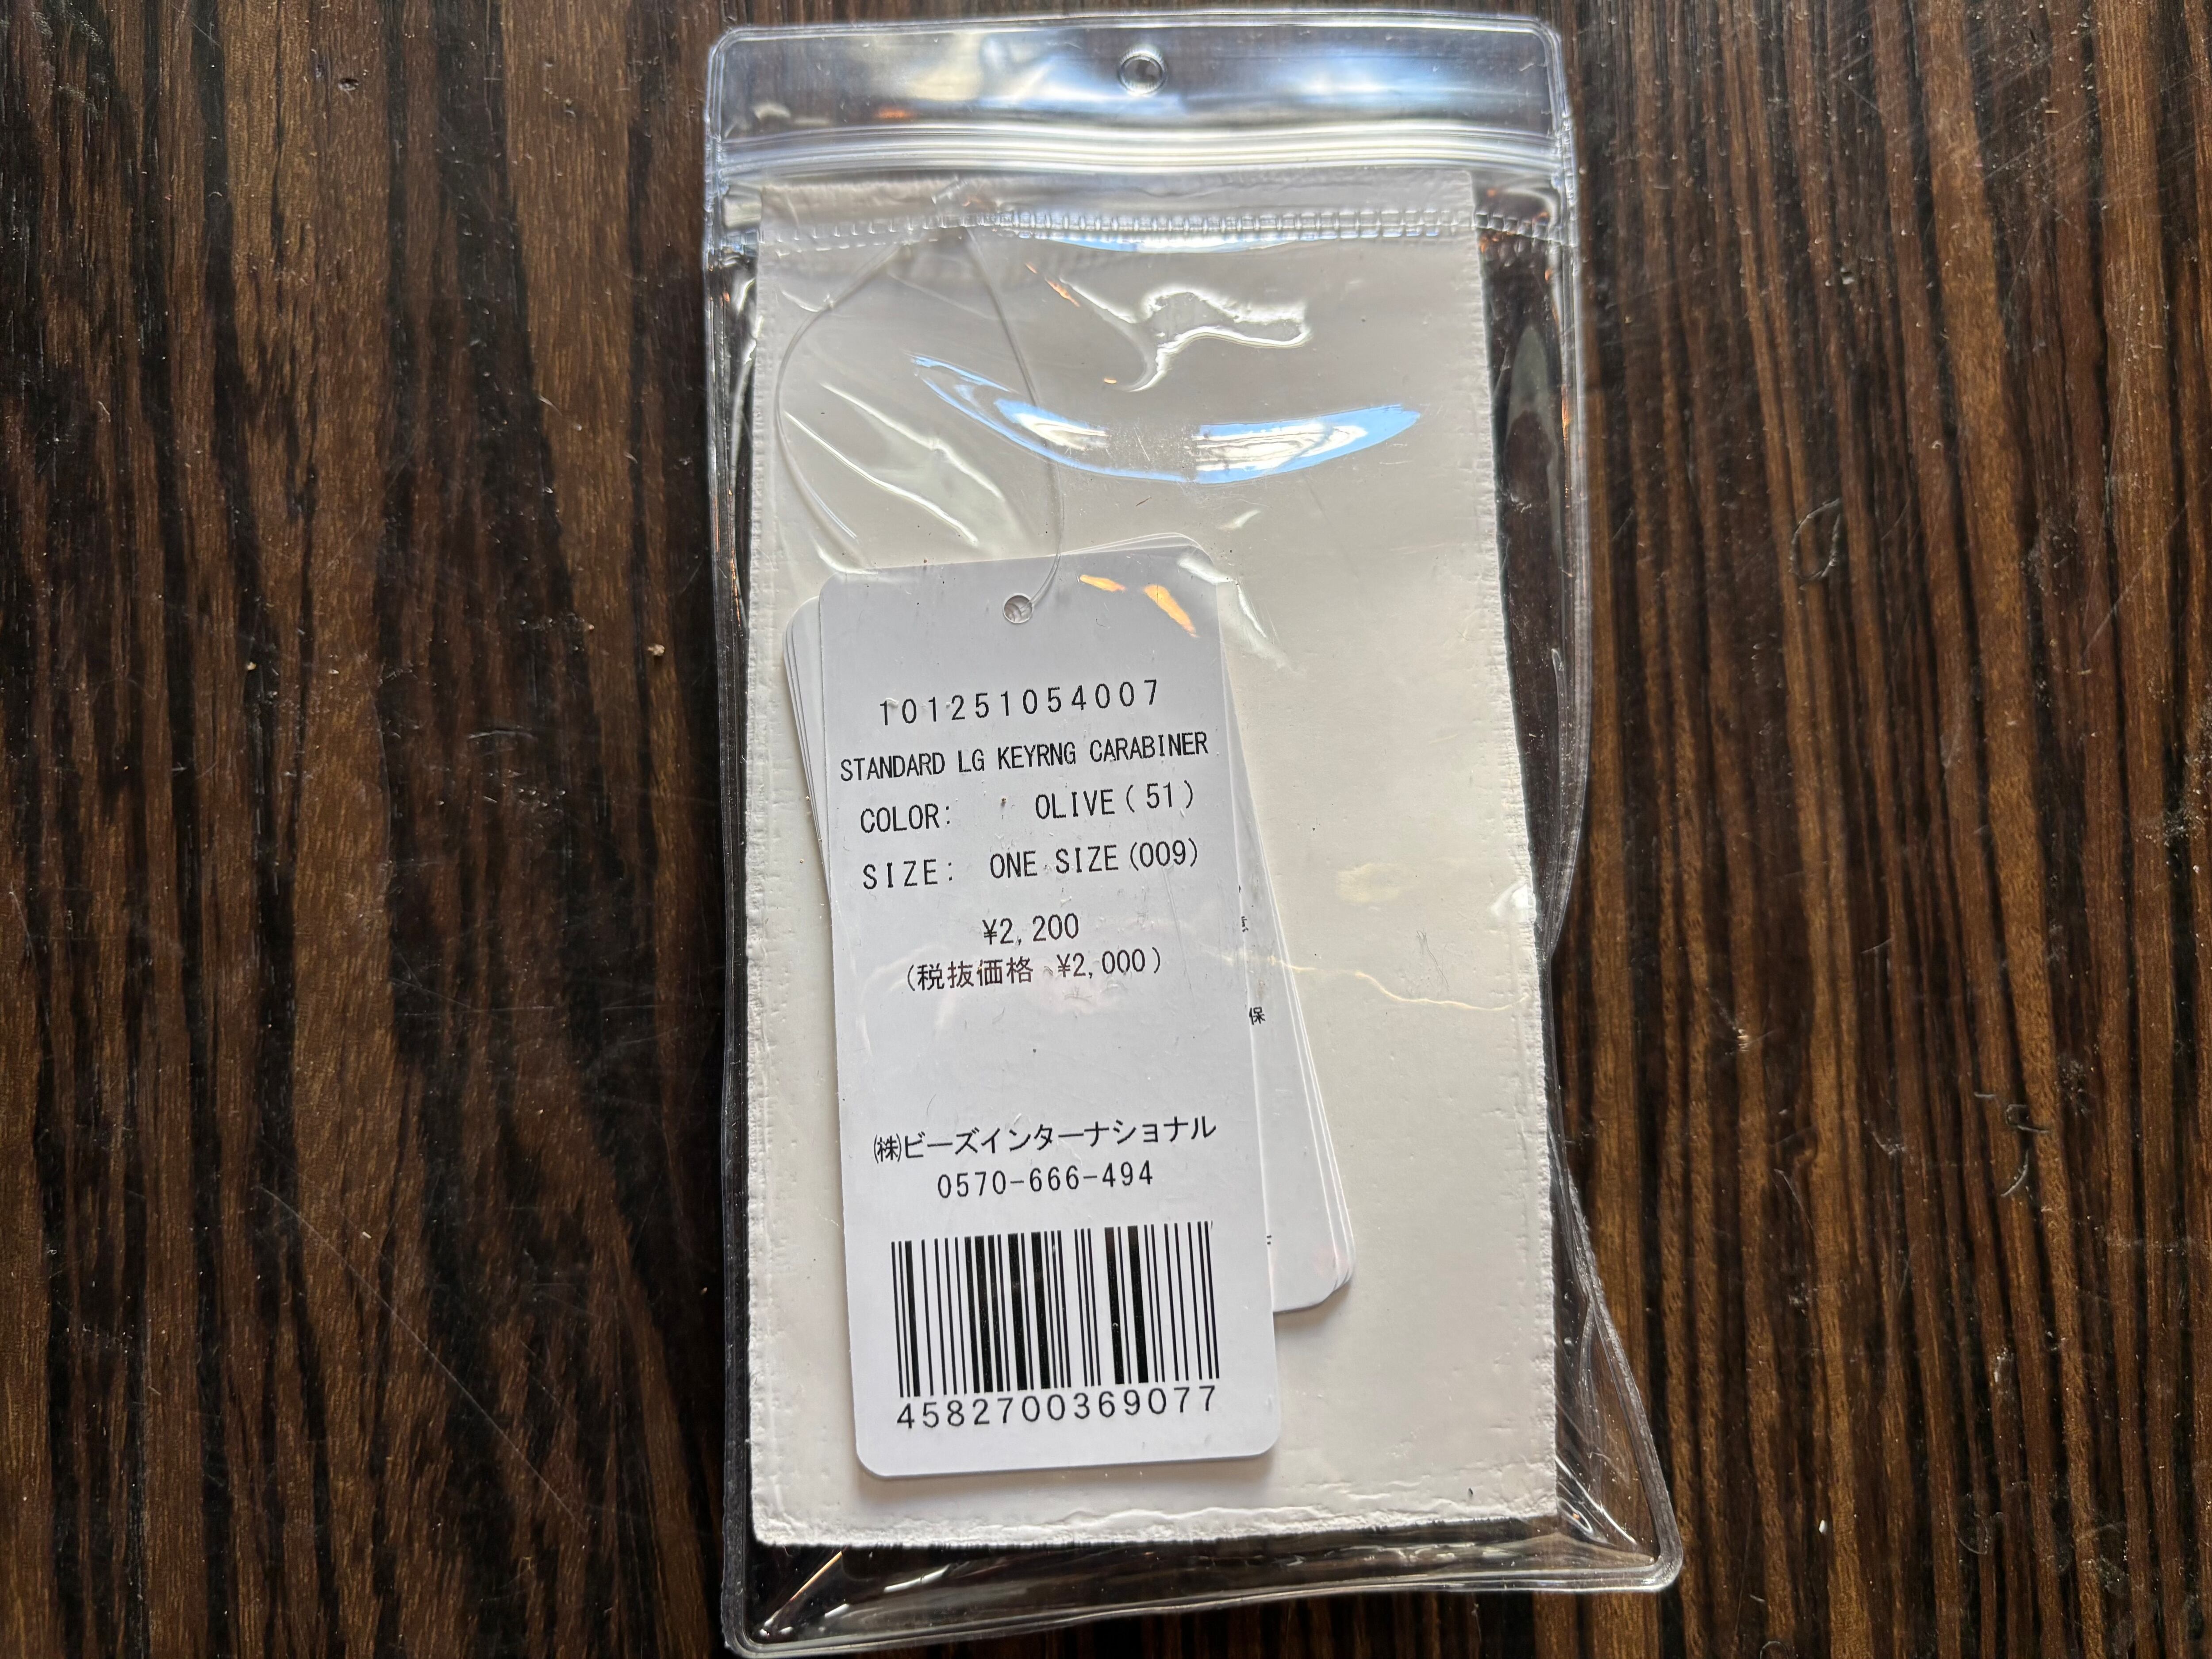 101251054007
STANDARD LG KEYRNG CARABINER
COLOR: OLIVE(51)
SIZE: ONE SIZE(009)
¥2,200
(税抜価格 ¥2,000)
㈱ビーズインターナショナル
0570-666-494
4582700369077
保